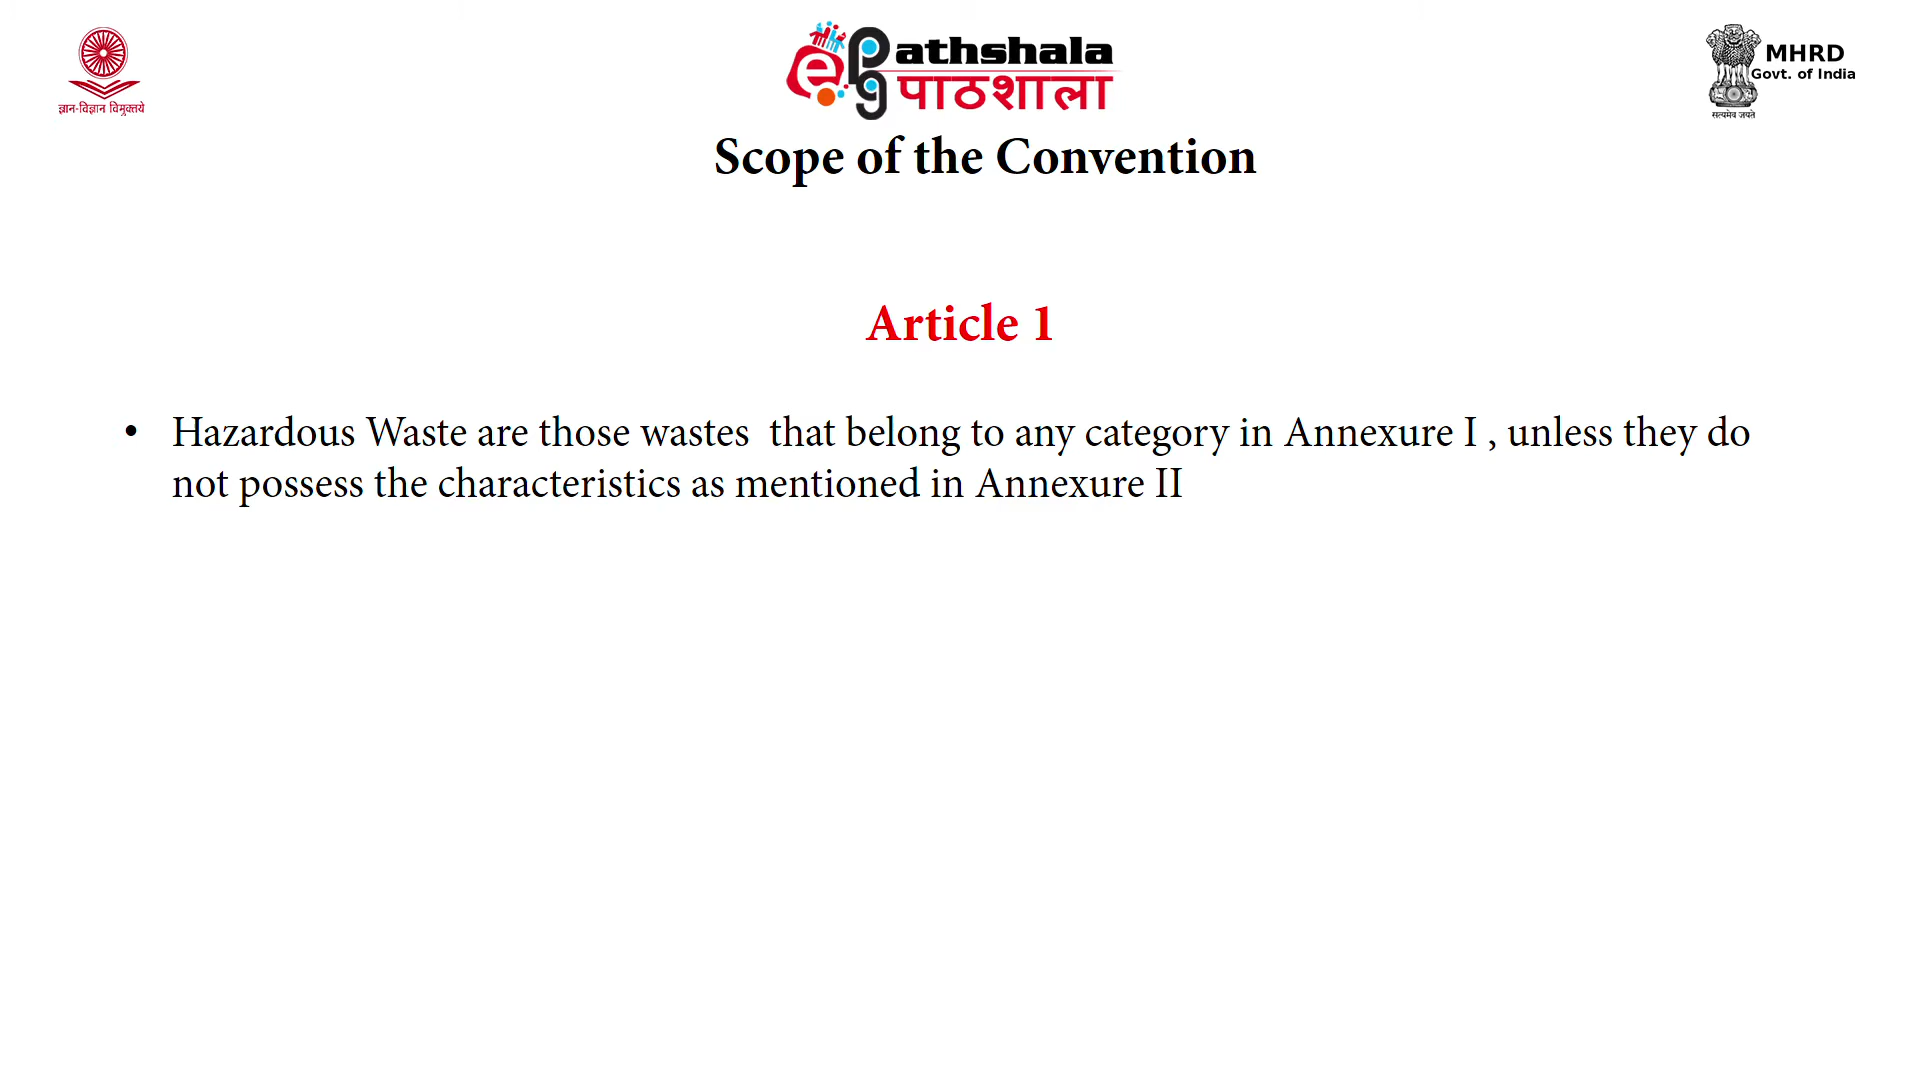 ज्ञान-विज्ञान विमुक्तये
e pg athshala
पाठशाला
MHRD
Govt. of India
सत्यमेव जयते
Scope of the Convention
Article 1
• Hazardous Waste are those wastes  that belong to any category in Annexure I , unless they do
not possess the characteristics as mentioned in Annexure II